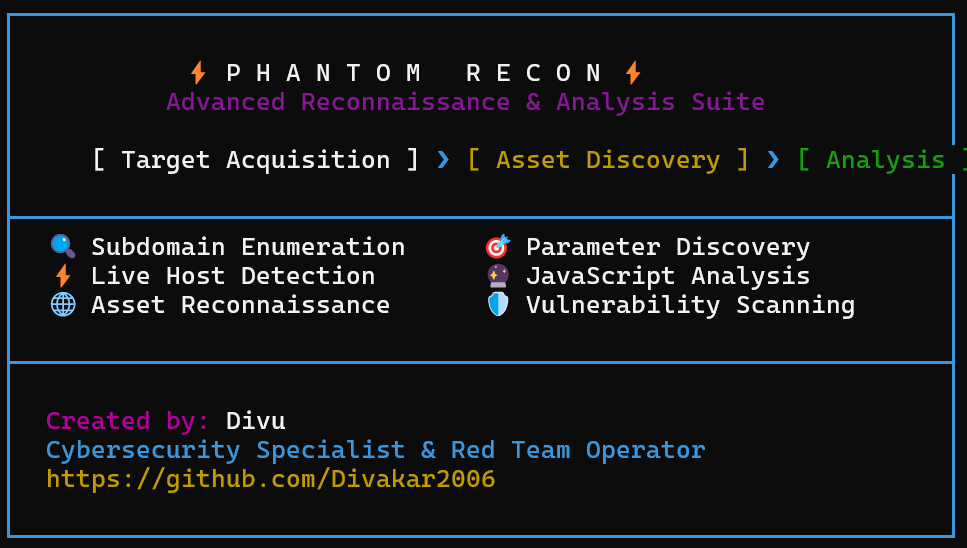 ⚡ P H A N T O M   R E C O N ⚡
Advanced Reconnaissance & Analysis Suite
[ Target Acquisition ] ❯ [ Asset Discovery ] ❯ [ Analysis ]
🔍 Subdomain Enumeration 🎯 Parameter Discovery
⚡ Live Host Detection 🔮 JavaScript Analysis
🌐 Asset Reconnaissance 🛡️ Vulnerability Scanning
Created by: Divu
Cybersecurity Specialist & Red Team Operator
https://github.com/Divakar2006